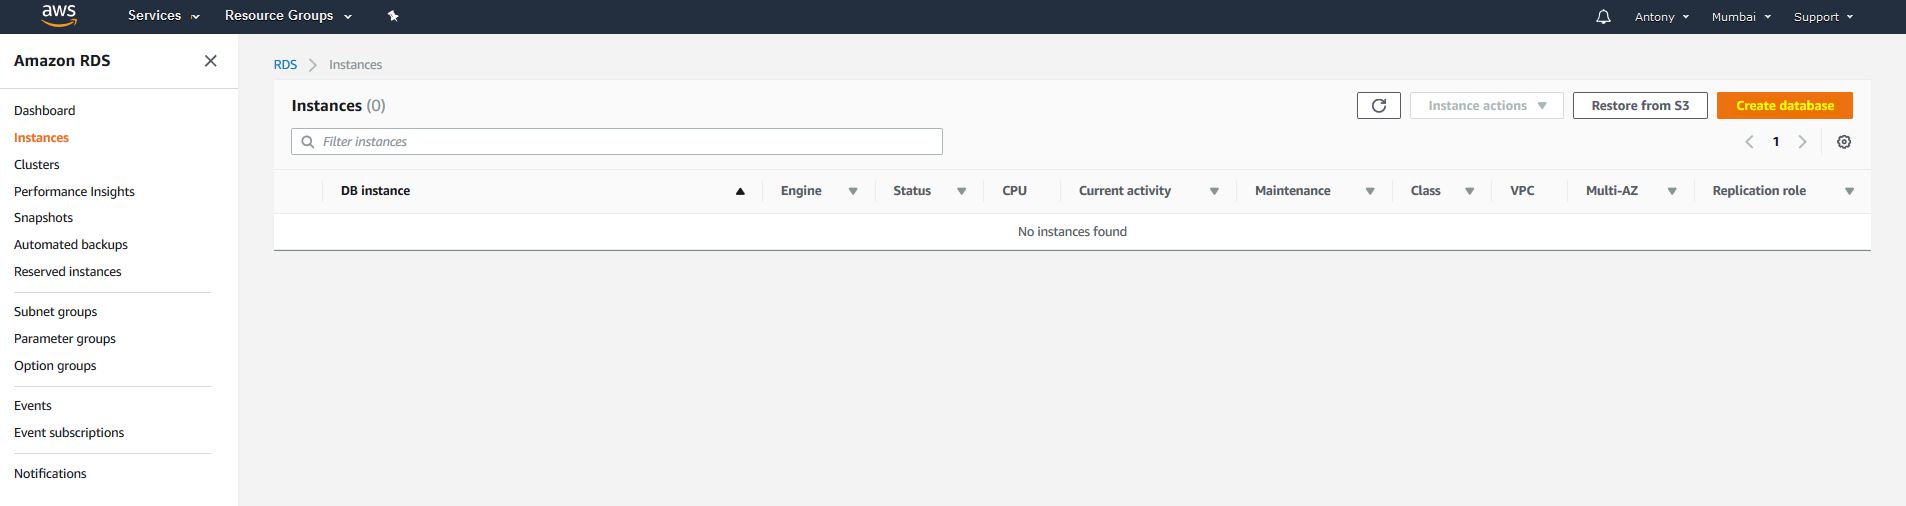 aws Services Resource Groups Antony Mumbai Support
Amazon RDS
Dashboard
Instances
Clusters
Performance Insights
Snapshots
Automated backups
Reserved instances
Subnet groups
Parameter groups
Option groups
Events
Event subscriptions
Notifications
RDS Instances
Instances (0) Instance actions Restore from S3 Create database
Filter instances 1
DB instance Engine Status CPU Current activity Maintenance Class VPC Multi-AZ Replication role
No instances found